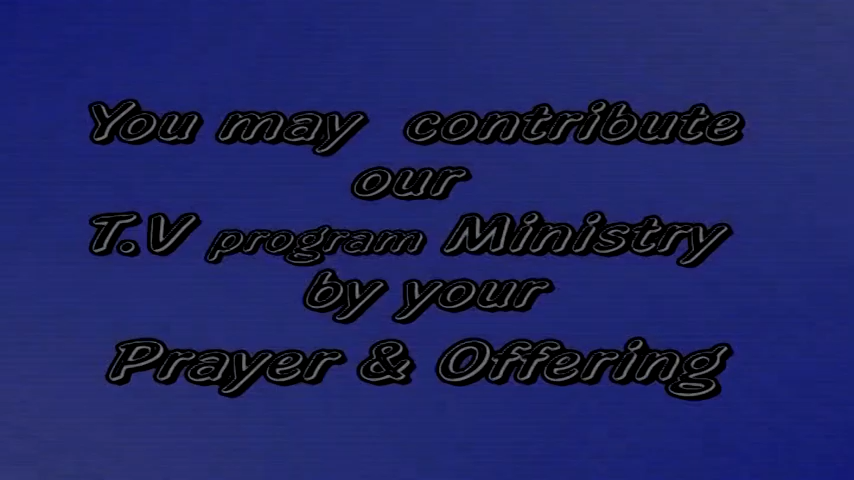 You may contribute
our
T.V program Ministry
by your
Prayer & Offering